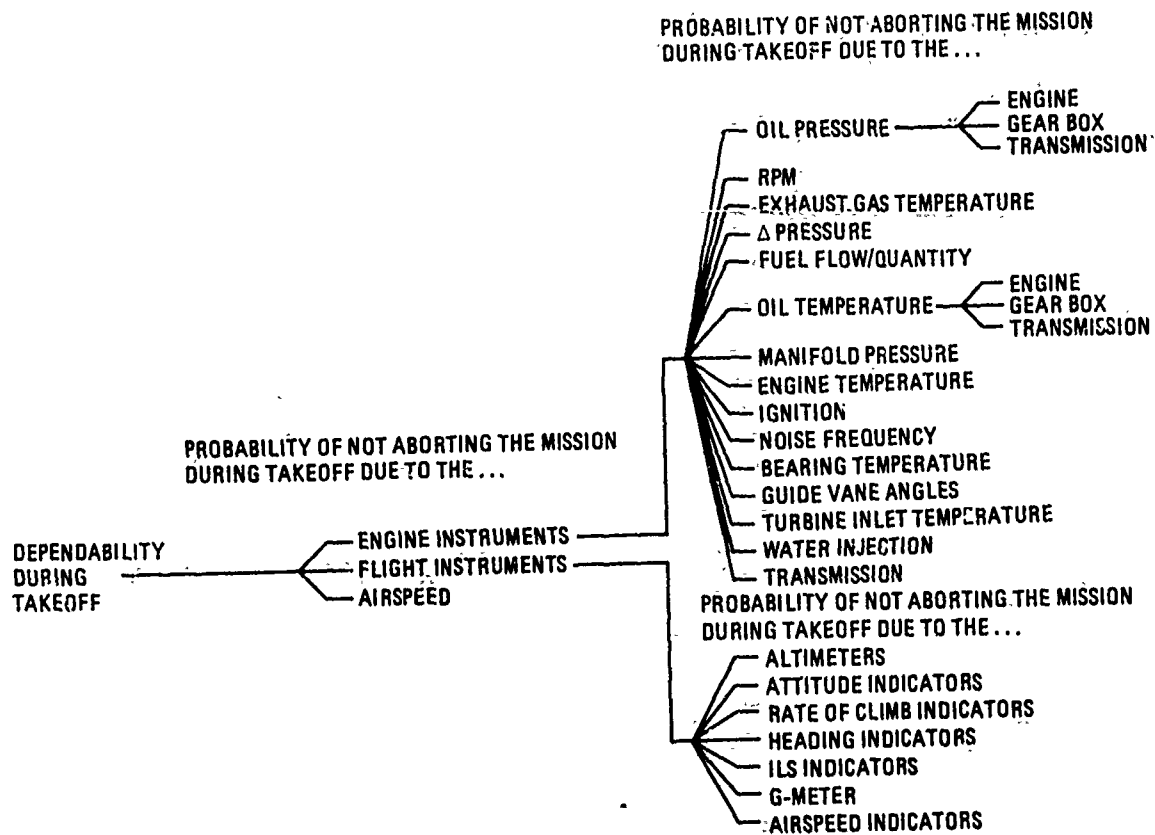 PROBABILITY OF NOT ABORTING THE MISSION
DURING TAKEOFF DUE TO THE...
OIL PRESSURE
ENGINE
GEAR BOX
TRANSMISSION
RPM
EXHAUST GAS TEMPERATURE
Δ PRESSURE
FUEL FLOW/QUANTITY
OIL TEMPERATURE
ENGINE
GEAR BOX
TRANSMISSION
MANIFOLD PRESSURE
ENGINE TEMPERATURE
IGNITION
NOISE FREQUENCY
BEARING TEMPERATURE
GUIDE VANE ANGLES
TURBINE INLET TEMPERATURE
WATER INJECTION
TRANSMISSION
PROBABILITY OF NOT ABORTING THE MISSION
DURING TAKEOFF DUE TO THE...
ENGINE INSTRUMENTS
FLIGHT INSTRUMENTS
AIRSPEED
DEPENDABILITY
DURING
TAKEOFF
PROBABILITY OF NOT ABORTING THE MISSION
DURING TAKEOFF DUE TO THE...
ALTIMETERS
ATTITUDE INDICATORS
RATE OF CLIMB INDICATORS
HEADING INDICATORS
ILS INDICATORS
G-METER
AIRSPEED INDICATORS